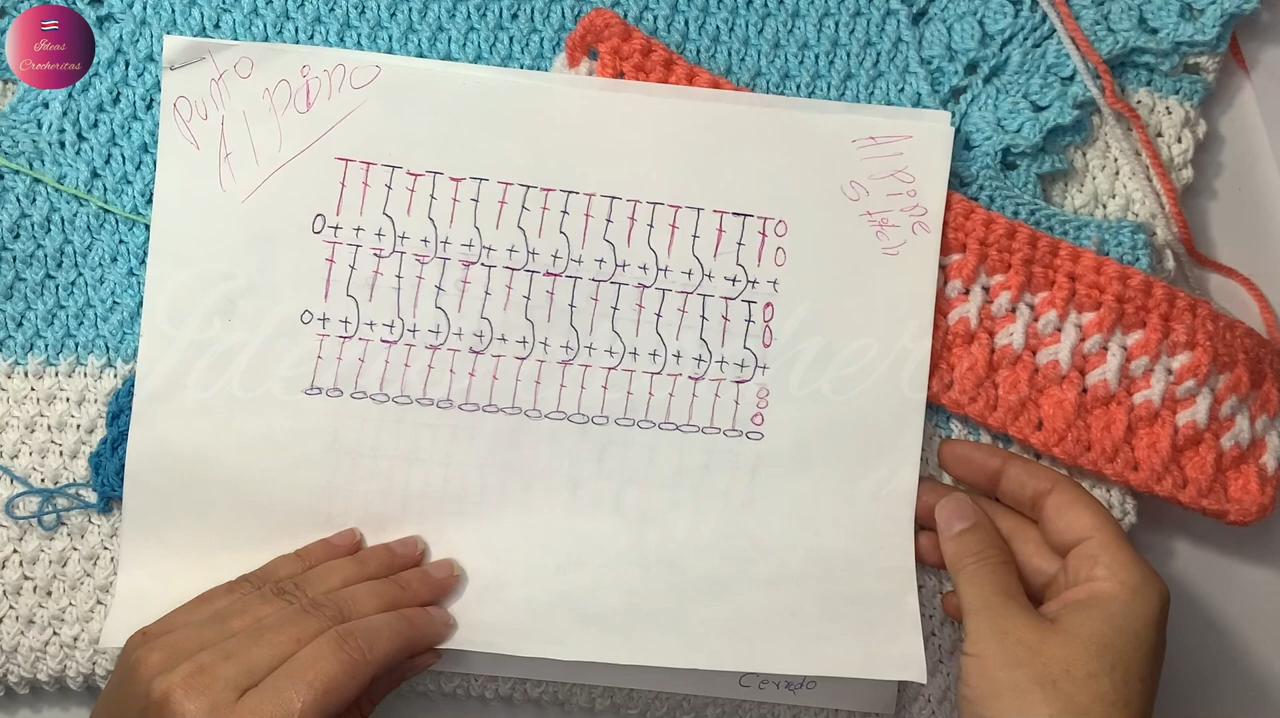 Ideas
Crocheritas
Punto
Alpino
Alpine
Stitch
Cerrado